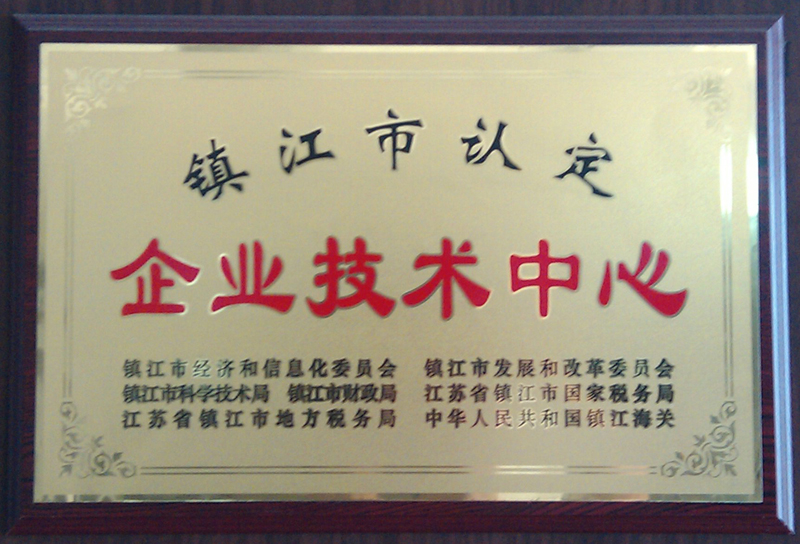 镇江市认定
企业技术中心
镇江市经济和信息化委员会 镇江市发展和改革委员会
镇江市科学技术局 镇江市财政局 江苏省镇江市国家税务局
江苏省镇江市地方税务局 中华人民共和国镇江海关